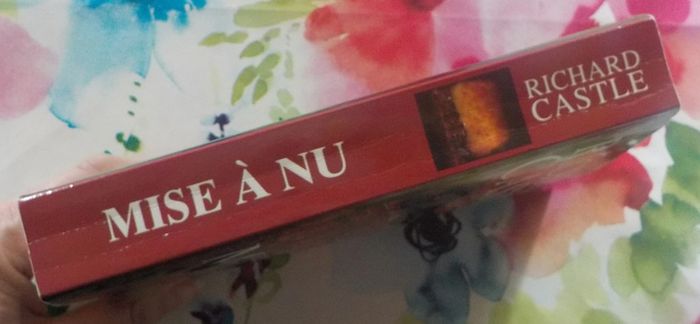 MISE À NU
RICHARD
CASTLE